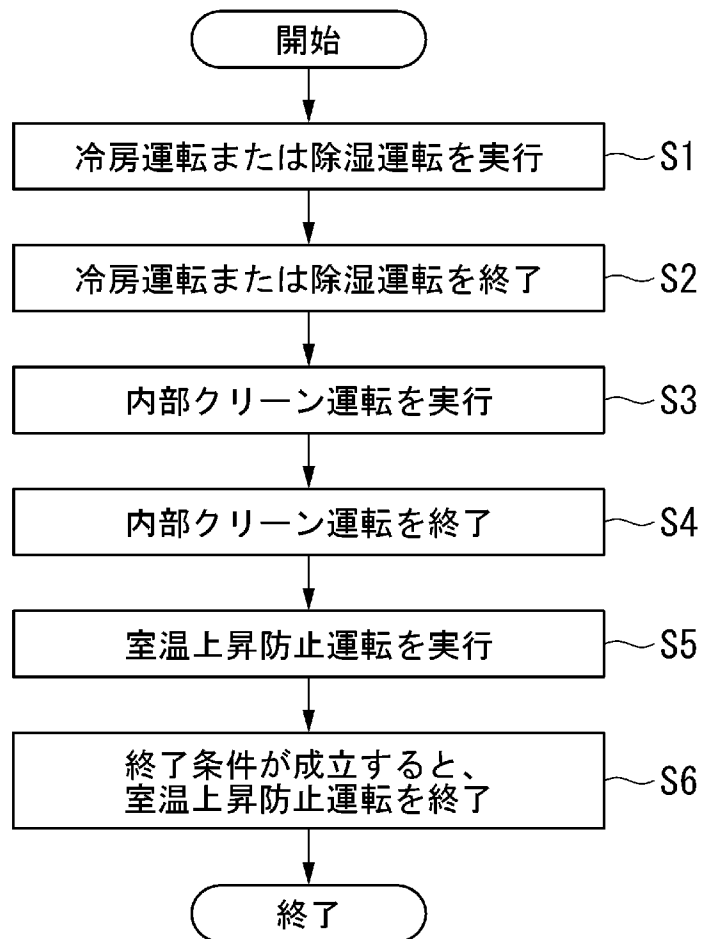 開始
冷房運転または除湿運転を実行 S1
冷房運転または除湿運転を終了 S2
内部クリーン運転を実行 S3
内部クリーン運転を終了 S4
室温上昇防止運転を実行 S5
終了条件が成立すると、
室温上昇防止運転を終了 S6
終了